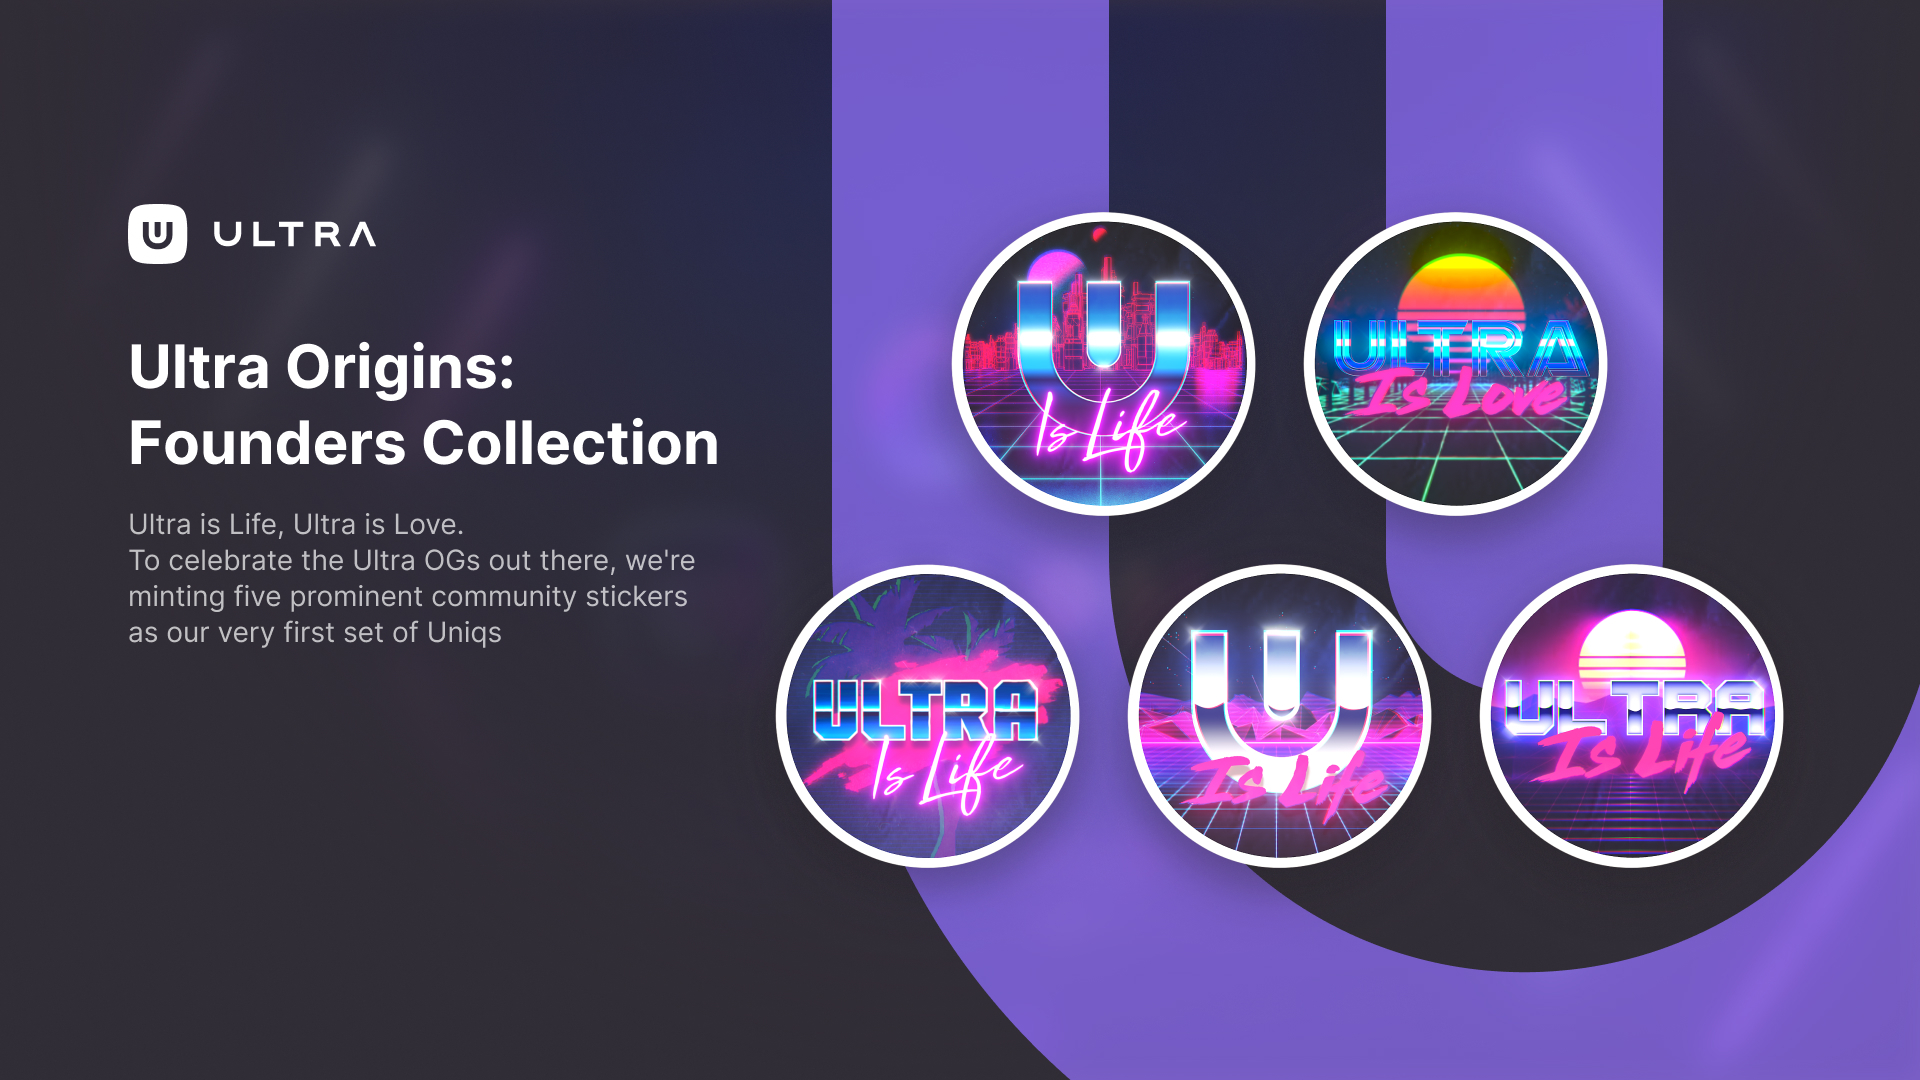 ULTRA
Ultra Origins:
Founders Collection
Ultra is Life, Ultra is Love.
To celebrate the Ultra OGs out there, we're
minting five prominent community stickers
as our very first set of Uniqs
U
Is Life
ULTRA
Is Love
ULTRA
Is Life
U
Is Life
ULTRA
Is Life